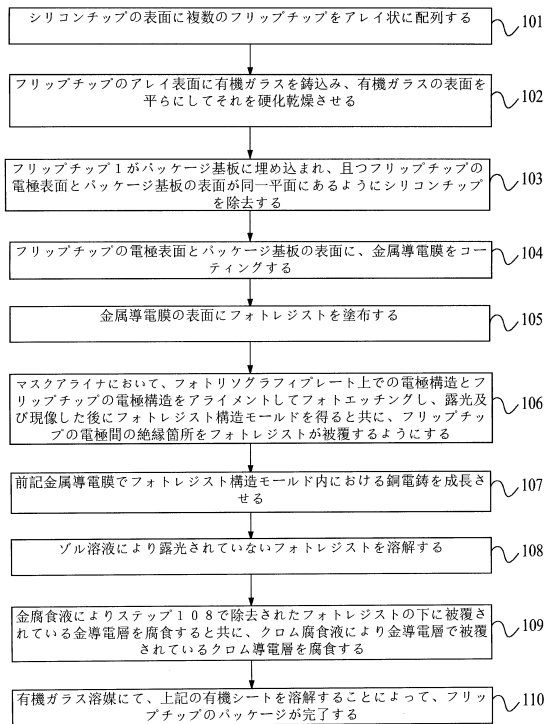 シリコンチップの表面に複数のフリップチップをアレイ状に配列する
101
フリップチップのアレイ表面に有機ガラスを鋳込み、有機ガラスの表面を
平らにしてそれを硬化乾燥させる
102
フリップチップ1がパッケージ基板に埋め込まれ、且つフリップチップの
電極表面とパッケージ基板の表面が同一平面にあるようにシリコンチップ
を除去する
103
フリップチップの電極表面とパッケージ基板の表面に、金属導電膜をコー
ティングする
104
金属導電膜の表面にフォトレジストを塗布する
105
マスクアライナにおいて、フォトリソグラフィプレート上での電極構造とフ
リップチップの電極構造をアライメントしてフォトエッチングし、露光
及び現像した後にフォトレジスト構造モールドを得ると共に、フリップチッ
プの電極間の絶縁箇所をフォトレジストが被覆するようにする
106
前記金属導電膜でフォトレジスト構造モールド内における銅電鋳を成長さ
せる
107
ゾル溶液により露光されていないフォトレジストを溶解する
108
金腐食液によりステップ108で除去されたフォトレジストの下に被覆さ
れている金導電層を腐食すると共に、クロム腐食液により金導電層で被覆
されているクロム導電層を腐食する
109
有機ガラス溶媒にて、上記の有機シートを溶解することによって、フリッ
プチップのパッケージが完了する
110